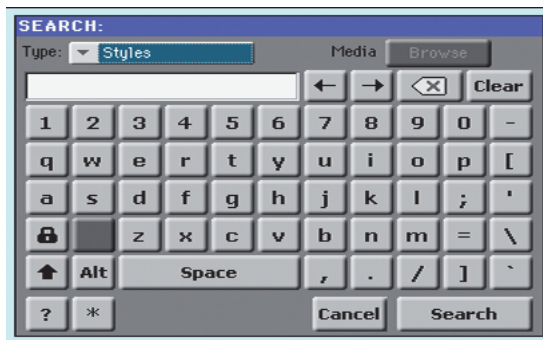 SEARCH:
Type: Styles Media Browse
Clear
1 2 3 4 5 6 7 8 9 0 -
q w e r t y u i o p [
a s d f g h j k l ; '
z x c v b n m = \
Alt Space , . / ] `
? * Cancel Search